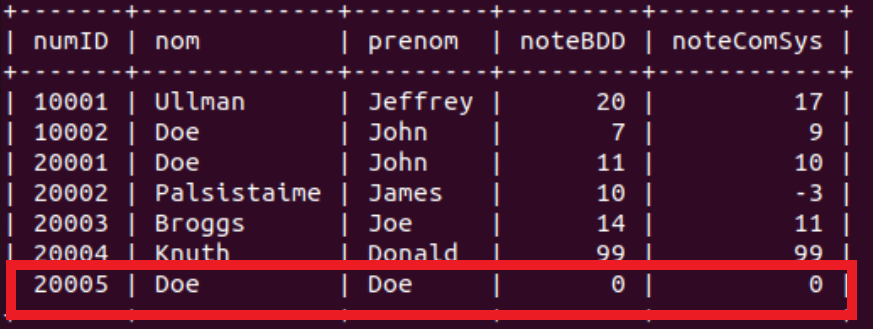 +-------+-------------+---------+---------+------------+
| numID | nom         | prenom  | noteBDD | noteComSys |
+-------+-------------+---------+---------+------------+
| 10001 | Ullman      | Jeffrey |      20 |         17 |
| 10002 | Doe         | John    |       7 |          9 |
| 20001 | Doe         | John    |      11 |         10 |
| 20002 | Palsistaime | James   |      10 |         -3 |
| 20003 | Broggs      | Joe     |      14 |         11 |
| 20004 | Knuth       | Donald  |      99 |         99 |
| 20005 | Doe         | Doe     |       0 |          0 |